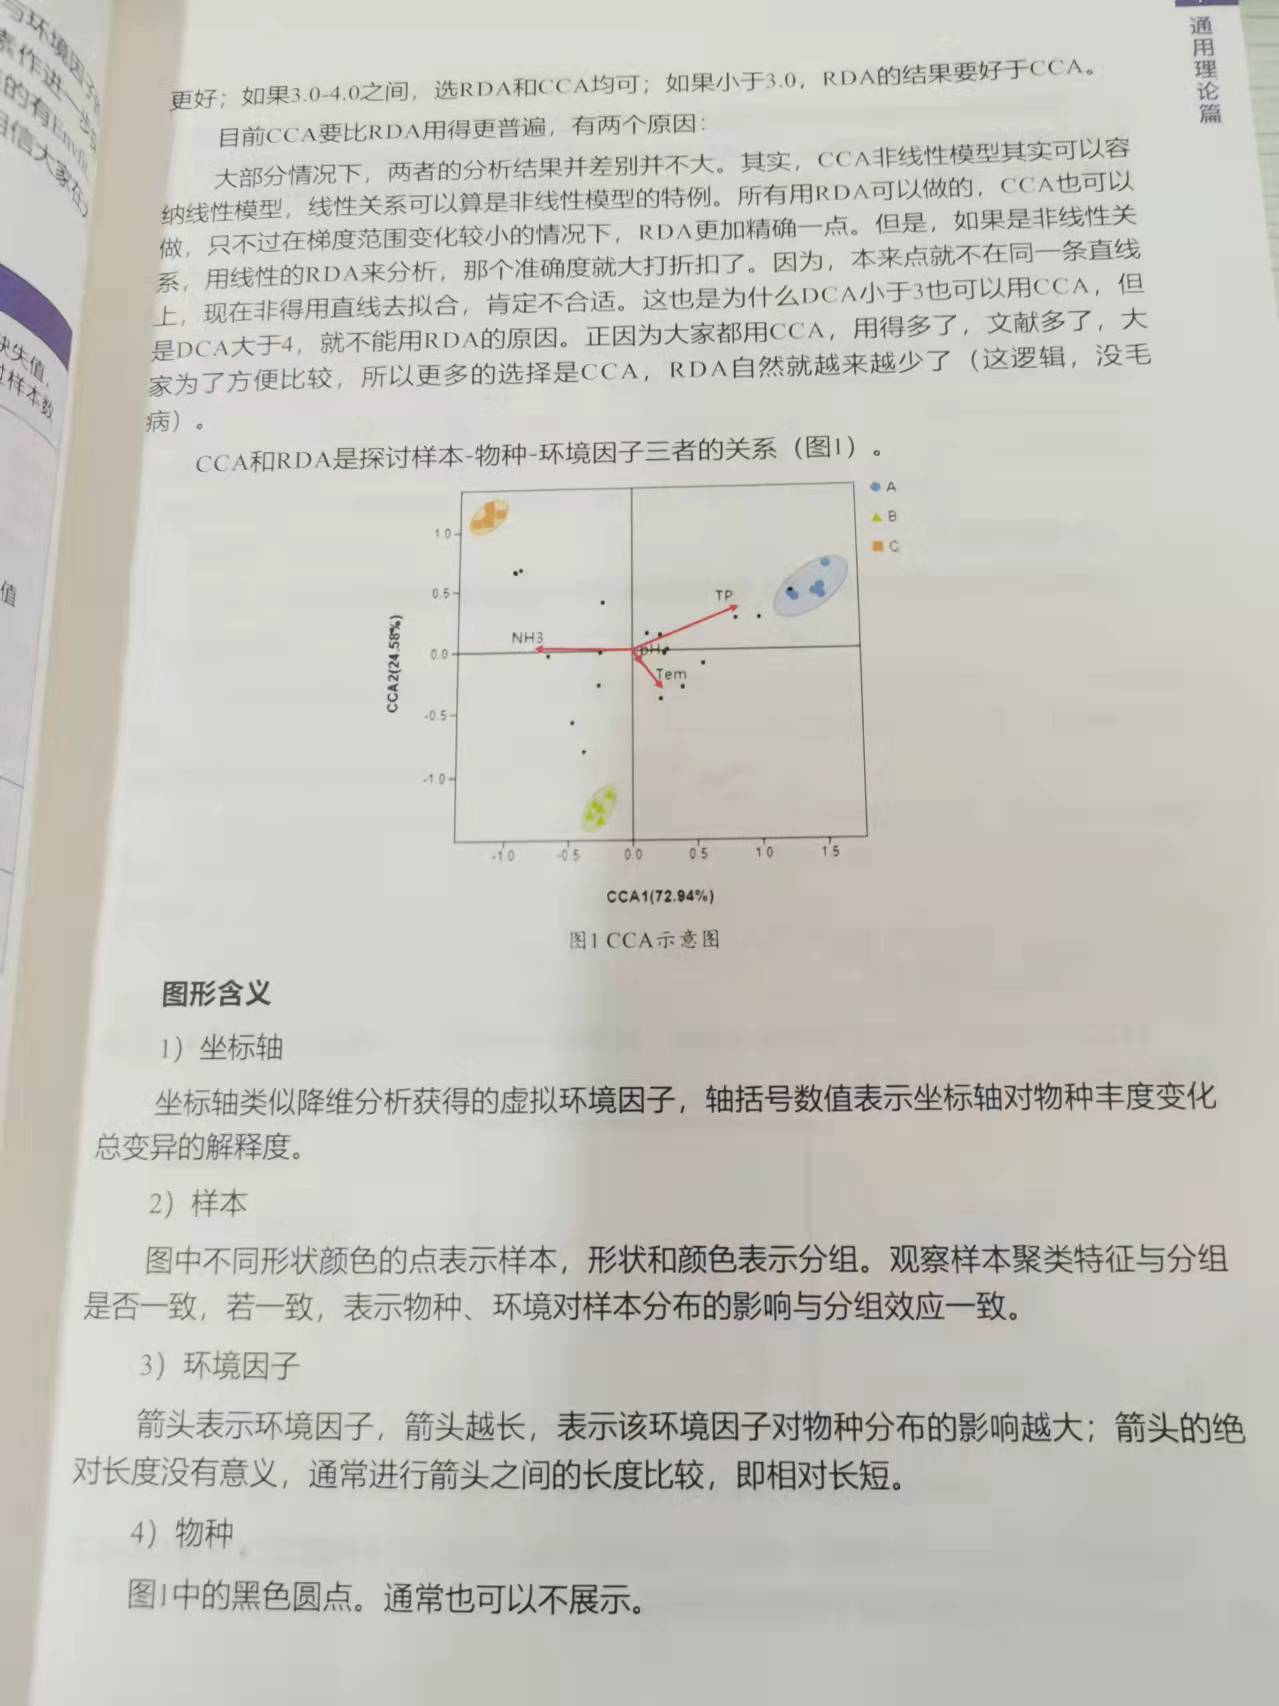 与环境因子
素作进一步
的有Envfit
相信大家在
缺失值，
样本数
值
通用理论篇
更好；如果3.0-4.0之间，选RDA和CCA均可；如果小于3.0，RDA的结果要好于CCA。
目前CCA要比RDA用得更普遍，有两个原因：
大部分情况下，两者的分析结果并差别并不大。其实，CCA非线性模型其实可以容
纳线性模型，线性关系可以算是非线性模型的特例。所有用RDA可以做的，CCA也可以
做，只不过在梯度范围变化较小的情况下，RDA更加精确一点。但是，如果是非线性关
系，用线性的RDA来分析，那个准确度就大打折扣了。因为，本来点就不在同一条直线
上，现在非得用直线去拟合，肯定不合适。这也是为什么DCA小于3也可以用CCA，但
是DCA大于4，就不能用RDA的原因。正因为大家都用CCA，用得多了，文献多了，大
家为了方便比较，所以更多的选择是CCA，RDA自然就越来越少了（这逻辑，没毛
病）。
CCA和RDA是探讨样本-物种-环境因子三者的关系（图1）。
A
B
C
1.0
0.5
0.0
-0.5
-1.0
CCA2(24.58%)
TP
NH3
pH
Tem
-1.0 -0.5 0.0 0.5 1.0 1.5
CCA1(72.94%)
图1 CCA示意图
图形含义
1）坐标轴
坐标轴类似降维分析获得的虚拟环境因子，轴括号数值表示坐标轴对物种丰度变化
总变异的解释度。
2）样本
图中不同形状颜色的点表示样本，形状和颜色表示分组。观察样本聚类特征与分组
是否一致，若一致，表示物种、环境对样本分布的影响与分组效应一致。
3）环境因子
箭头表示环境因子，箭头越长，表示该环境因子对物种分布的影响越大；箭头的绝
对长度没有意义，通常进行箭头之间的长度比较，即相对长短。
4）物种
图1中的黑色圆点。通常也可以不展示。